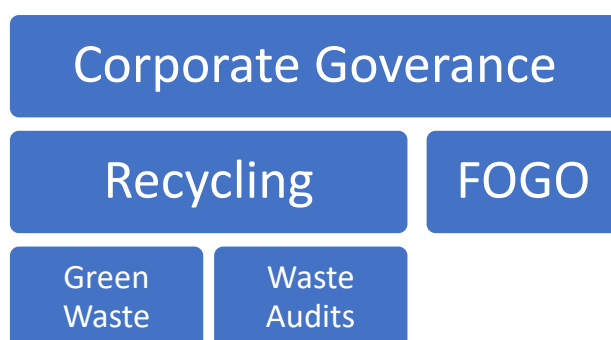 Corporate Goverance
Recycling
FOGO
Green
Waste
Waste
Audits